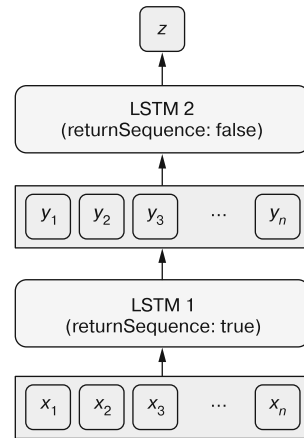 z
LSTM 2
(returnSequence: false)
y1 y2 y3 ... yn
LSTM 1
(returnSequence: true)
x1 x2 x3 ... xn